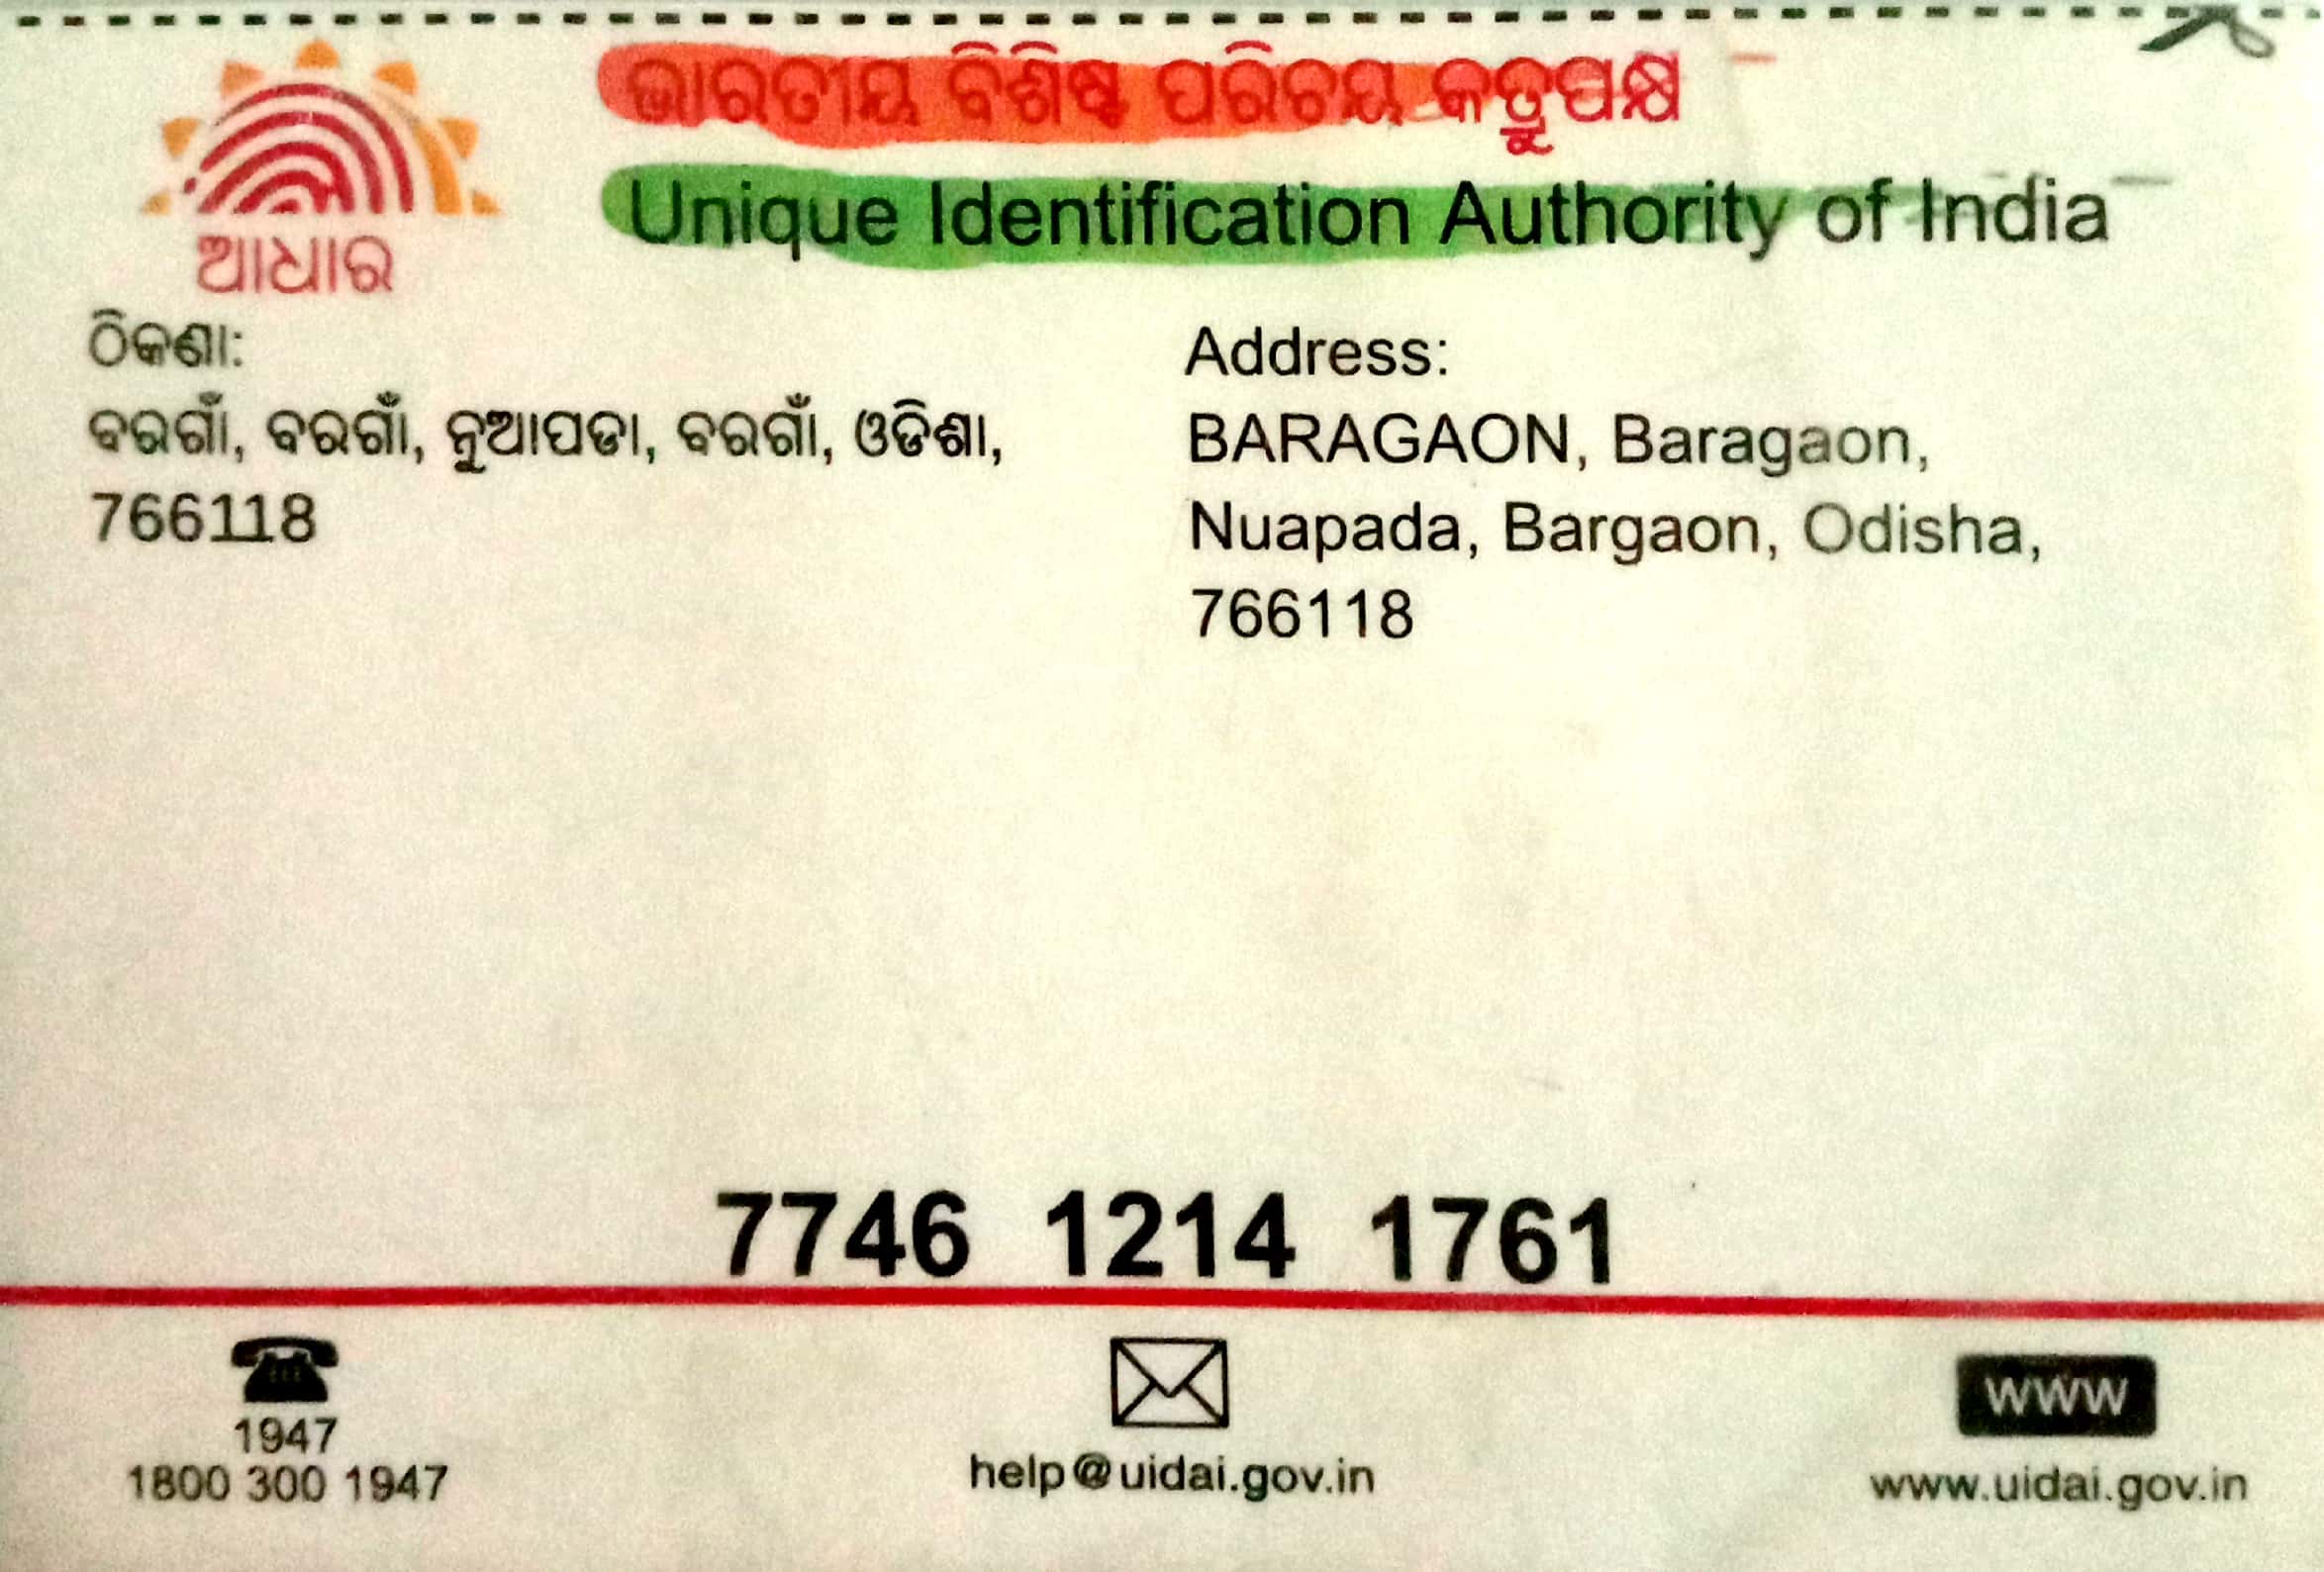 ଭାରତୀୟ ବିଶିଷ୍ଟ ପରିଚୟ କର୍ତ୍ତୃପକ୍ଷ
Unique Identification Authority of India
ଆଧାର
ଠିକଣା:
ବରଗାଁ, ବରଗାଁ, ନୁଆପଡା, ବରଗାଁ, ଓଡିଶା,
766118
Address:
BARAGAON, Baragaon,
Nuapada, Bargaon, Odisha,
766118
7746 1214 1761
1947
1800 300 1947
help@uidai.gov.in
WWW
www.uidai.gov.in